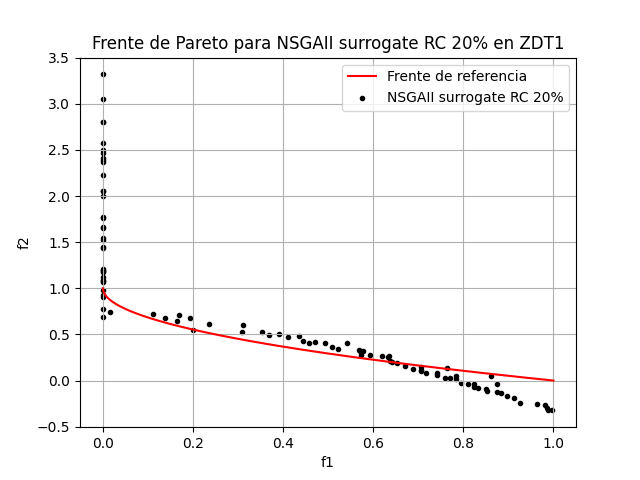 Frente de Pareto para NSGAII surrogate RC 20% en ZDT1
Frente de referencia
NSGAII surrogate RC 20%
3.5
3.0
2.5
2.0
1.5
1.0
0.5
0.0
−0.5
f2
0.0 0.2 0.4 0.6 0.8 1.0
f1